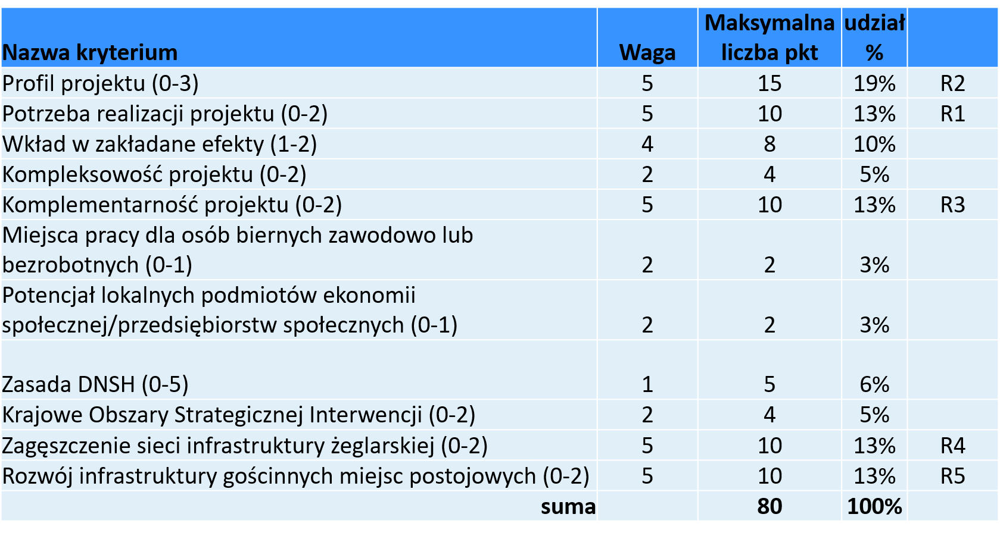 Nazwa kryterium Waga Maksymalna liczba pkt udział %
Profil projektu (0-3) 5 15 19% R2
Potrzeba realizacji projektu (0-2) 5 10 13% R1
Wkład w zakładane efekty (1-2) 4 8 10%
Kompleksowość projektu (0-2) 2 4 5%
Komplementarność projektu (0-2) 5 10 13% R3
Miejsca pracy dla osób biernych zawodowo lub
bezrobotnych (0-1) 2 2 3%
Potencjał lokalnych podmiotów ekonomii
społecznej/przedsiębiorstw społecznych (0-1) 2 2 3%
Zasada DNSH (0-5) 1 5 6%
Krajowe Obszary Strategicznej Interwencji (0-2) 2 4 5%
Zagęszczenie sieci infrastruktury żeglarskiej (0-2) 5 10 13% R4
Rozwój infrastruktury gościnnych miejsc postojowych (0-2) 5 10 13% R5
suma 80 100%